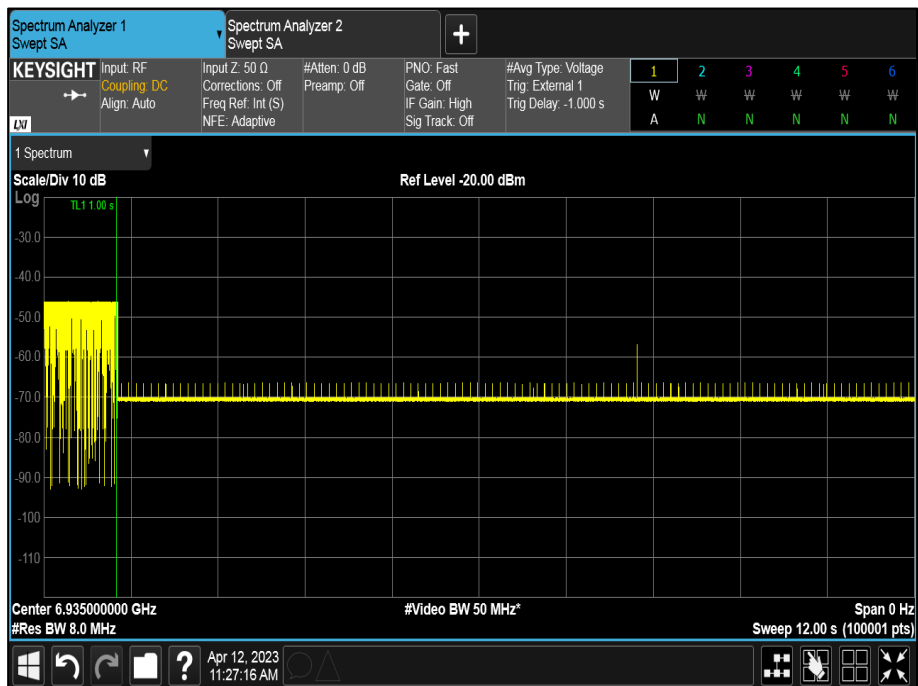 Spectrum Analyzer 1
Swept SA
Spectrum Analyzer 2
Swept SA
KEYSIGHT
LXI
Input: RF
Coupling: DC
Align: Auto
Input Z: 50 Ω
Corrections: Off
Freq Ref: Int (S)
NFE: Adaptive
#Atten: 0 dB
Preamp: Off
PNO: Fast
Gate: Off
IF Gain: High
Sig Track: Off
#Avg Type: Voltage
Trig: External 1
Trig Delay: -1.000 s
1 2 3 4 5 6
W W W W W W
A N N N N N
1 Spectrum
Scale/Div 10 dB
Ref Level -20.00 dBm
Log
TL1 1.00 s
-30.0
-40.0
-50.0
-60.0
-70.0
-80.0
-90.0
-100
-110
Center 6.935000000 GHz
#Video BW 50 MHz*
Span 0 Hz
#Res BW 8.0 MHz
Sweep 12.00 s (100001 pts)
?
Apr 12, 2023
11:27:16 AM